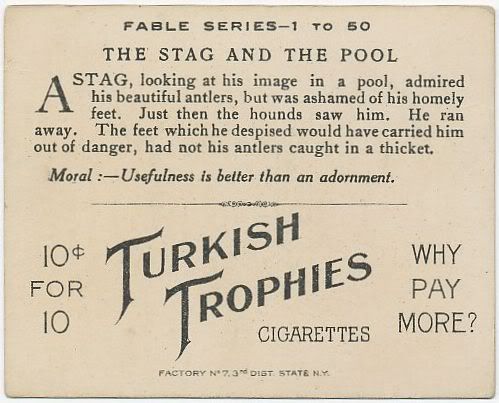 FABLE SERIES–1 TO 50
THE STAG AND THE POOL
A STAG, looking at his image in a pool, admired
his beautiful antlers, but was ashamed of his homely
feet. Just then the hounds saw him. He ran
away. The feet which he despised would have carried him
out of danger, had not his antlers caught in a thicket.
Moral :—Usefulness is better than an adornment.
10¢
FOR
10
TURKISH
TROPHIES
CIGARETTES
WHY
PAY
MORE?
FACTORY Nº 7, 3RD DIST. STATE N.Y.